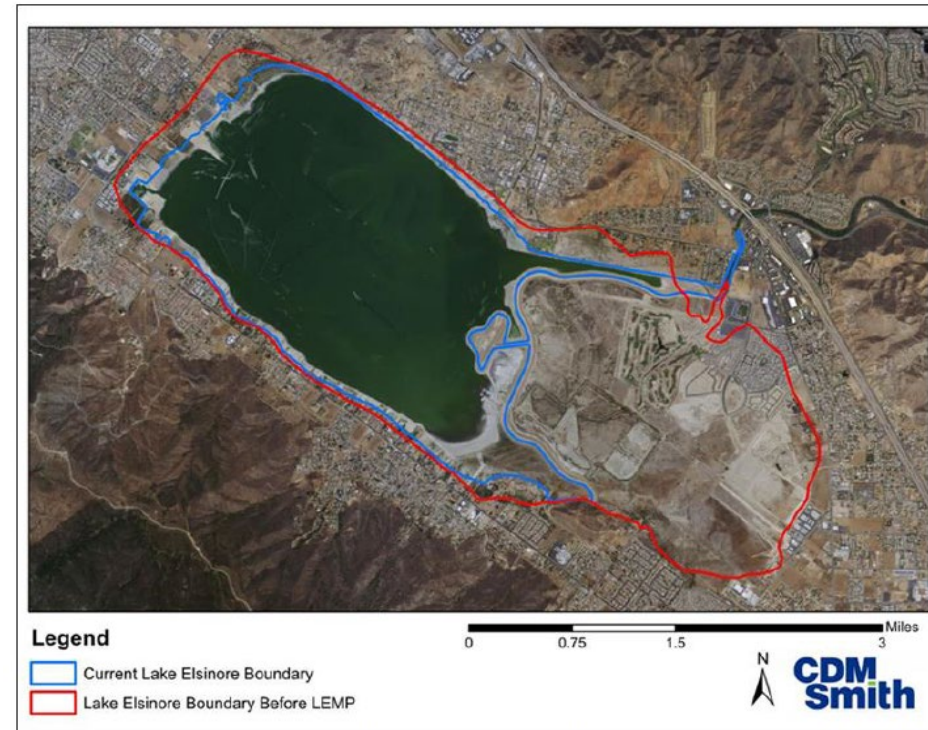 Legend
Current Lake Elsinore Boundary
Lake Elsinore Boundary Before LEMP
Miles
0 0.75 1.5 3
N
CDM
Smith